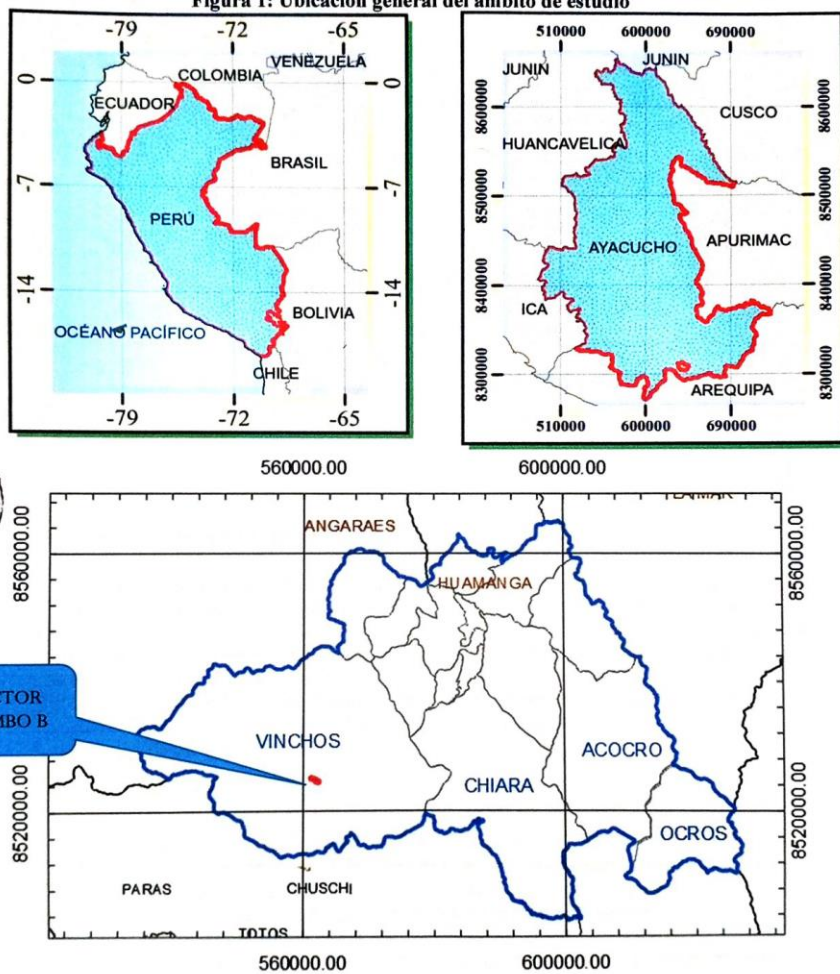 Figura 1: Ubicación general del ámbito de estudio
-79 -72 -65
0 COLOMBIA VENEZUELA 0
ECUADOR
BRASIL
-7 -7
PERÚ
-14 -14
BOLIVIA
OCÉANO PACÍFICO
CHILE
-79 -72 -65
510000 600000 690000
JUNIN JUNIN
8600000 8600000
CUSCO
HUANCAVELICA
8500000 8500000
AYACUCHO APURIMAC
8400000 8400000
ICA
8300000 8300000
AREQUIPA
510000 600000 690000
560000.00 600000.00
ANGARAES
8560000.00 8560000.00
HUAMANGA
VINCHOS
ACOCRO
CHIARA
8520000.00 8520000.00
OCROS
PARAS CHUSCHI
TOTOS
560000.00 600000.00